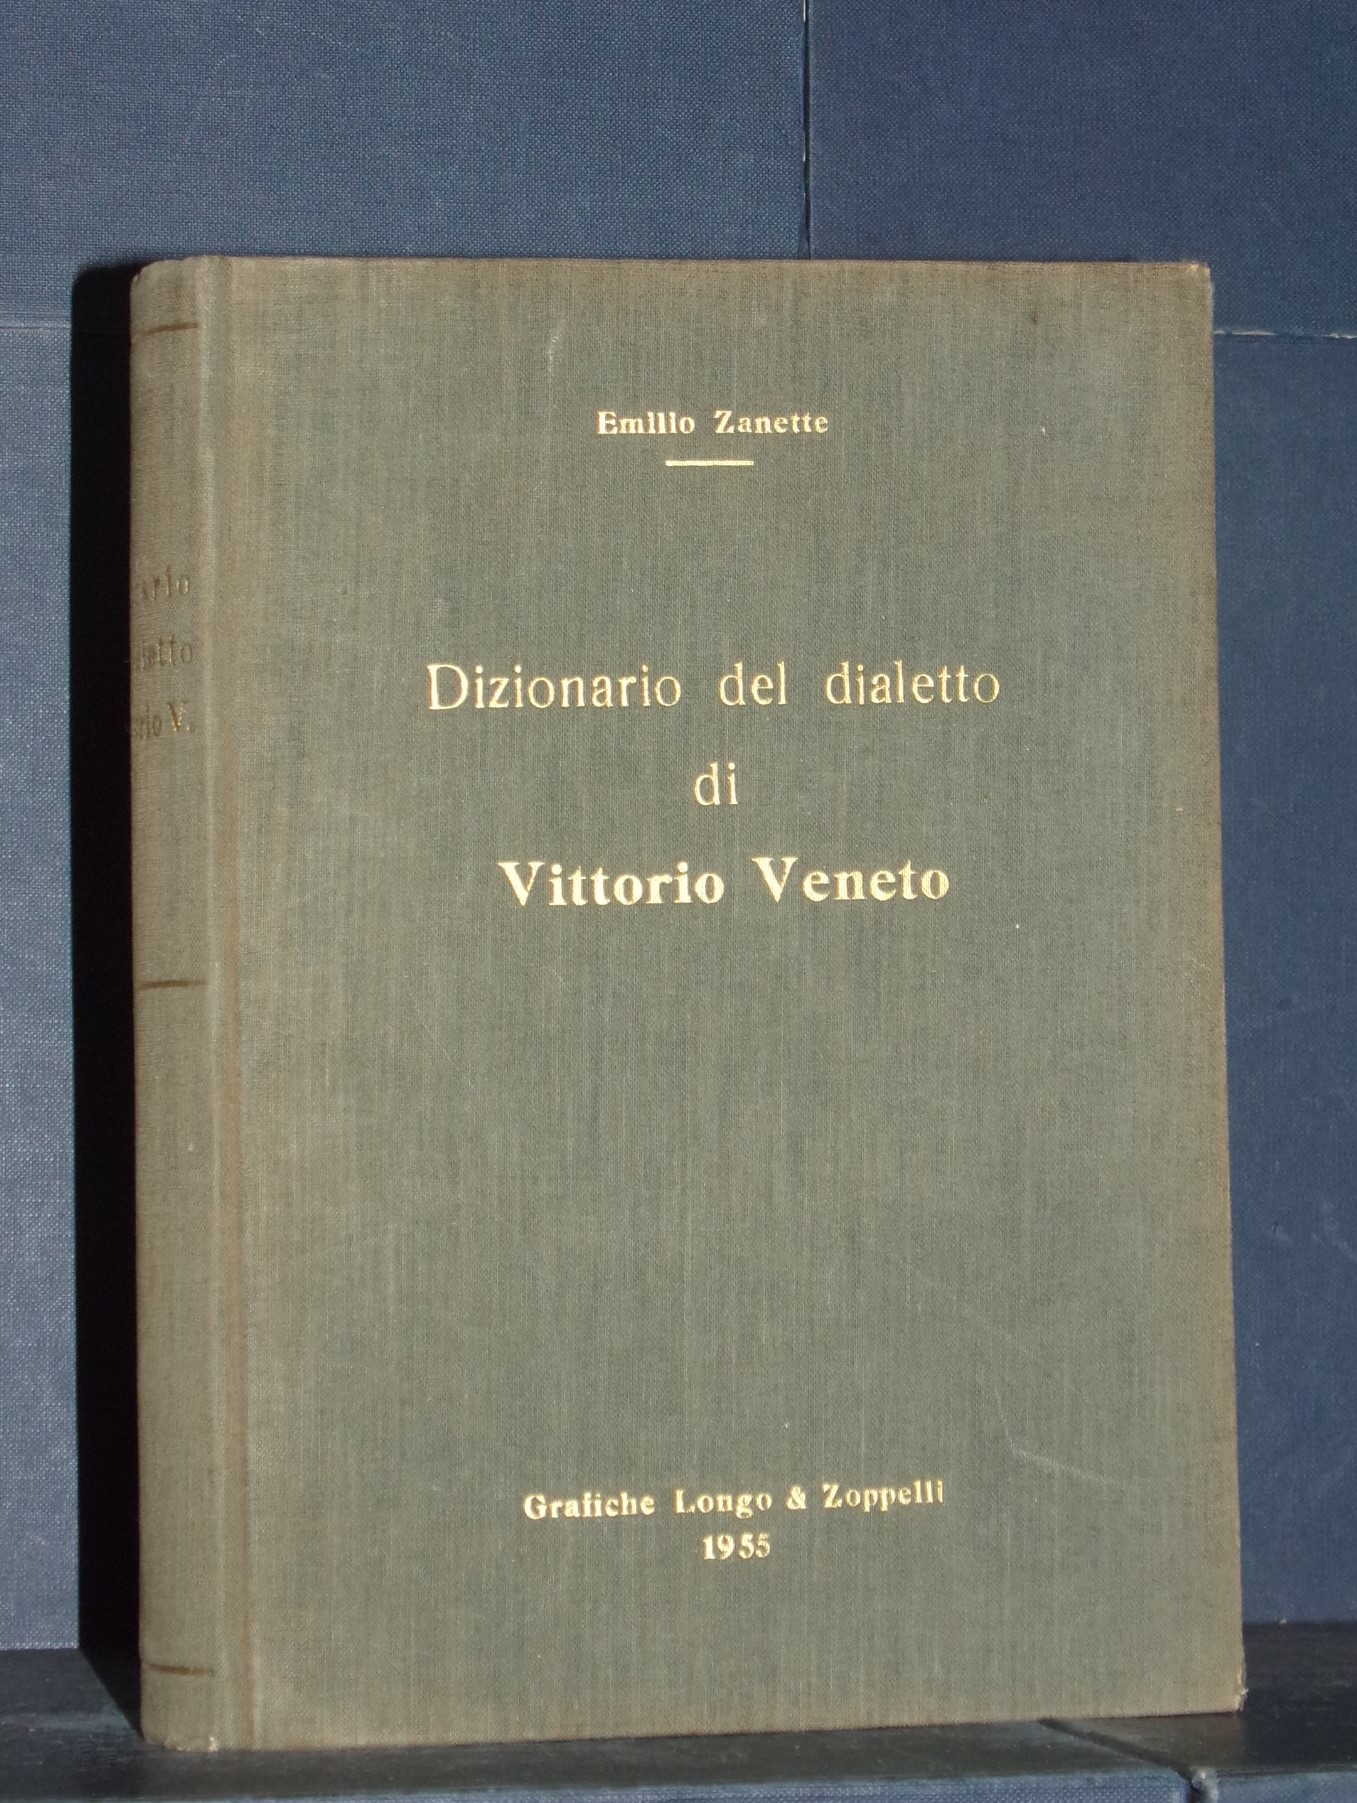 Emilio Zanette
Dizionario del dialetto
di
Vittorio Veneto
Grafiche Longo & Zoppelli
1955